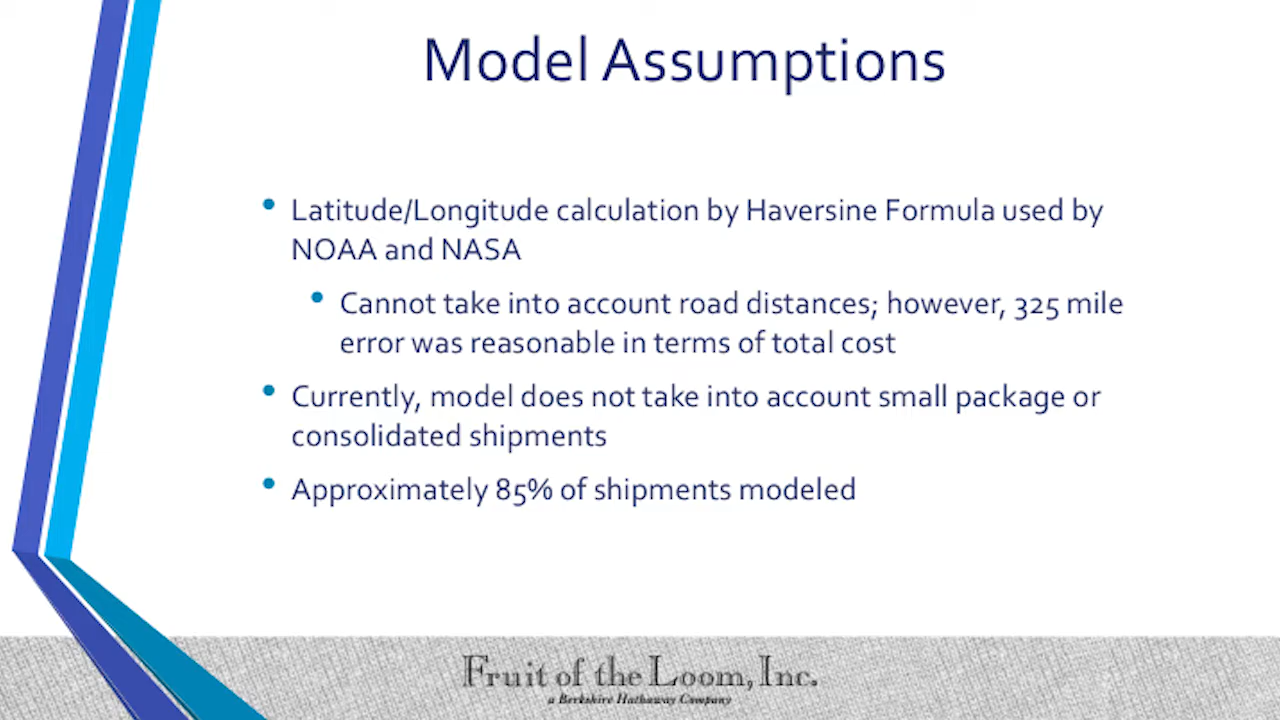 Model Assumptions
• Latitude/Longitude calculation by Haversine Formula used by
NOAA and NASA
• Cannot take into account road distances; however, 325 mile
error was reasonable in terms of total cost
• Currently, model does not take into account small package or
consolidated shipments
• Approximately 85% of shipments modeled
Fruit of the Loom, Inc.
a Berkshire Hathaway Company